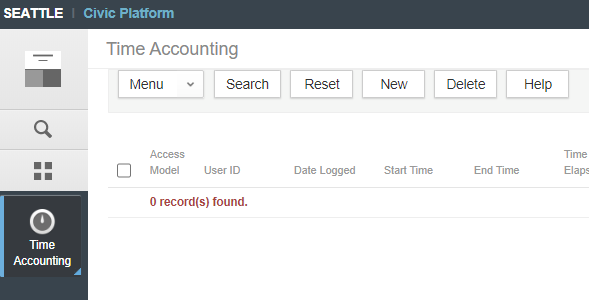 SEATTLE | Civic Platform
Time Accounting
Menu Search Reset New Delete Help
Access Model User ID Date Logged Start Time End Time Time Elaps
0 record(s) found.
Time
Accounting